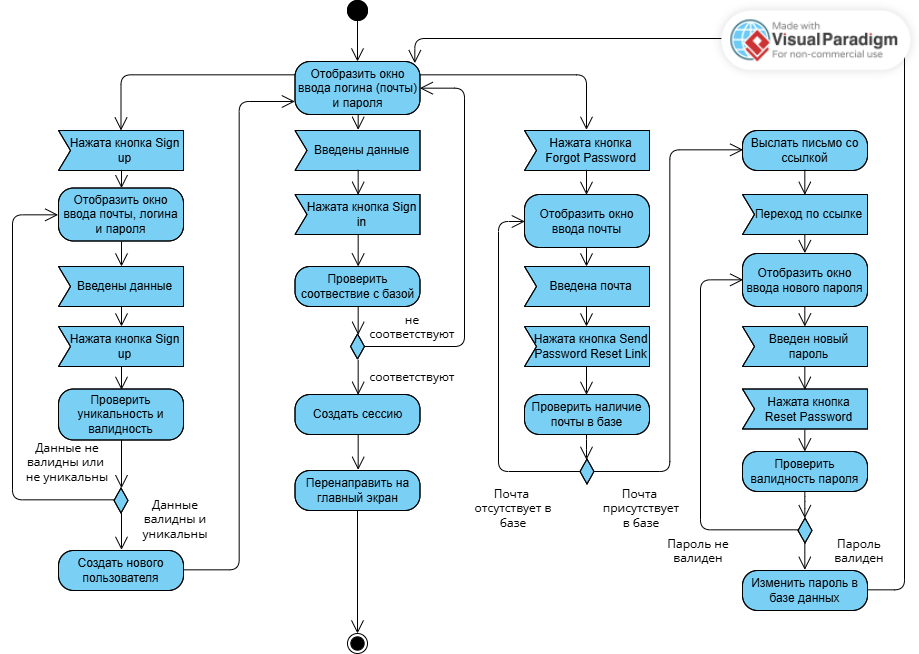 Made with
VisualParadigm
For non-commercial use
Отобразить окно
ввода логина (почты)
и пароля
Нажата кнопка Sign
up
Отобразить окно
ввода почты, логина
и пароля
Введены данные
Нажата кнопка Sign
up
Проверить
уникальность и
валидность
Данные не
валидны или
не уникальны
Данные
валидны и
уникальны
Создать нового
пользователя
Введены данные
Нажата кнопка Sign
in
Проверить
соотвествие с базой
не
соответствуют
соответствуют
Создать сессию
Перенаправить на
главный экран
Нажата кнопка
Forgot Password
Отобразить окно
ввода почты
Введена почта
Нажата кнопка Send
Password Reset Link
Проверить наличие
почты в базе
Почта
отсутствует в
базе
Почта
присутствует
в базе
Выслать письмо со
ссылкой
Переход по ссылке
Отобразить окно
ввода нового пароля
Введен новый
пароль
Нажата кнопка
Reset Password
Проверить
валидность пароля
Пароль не
валиден
Пароль
валиден
Изменить пароль в
базе данных